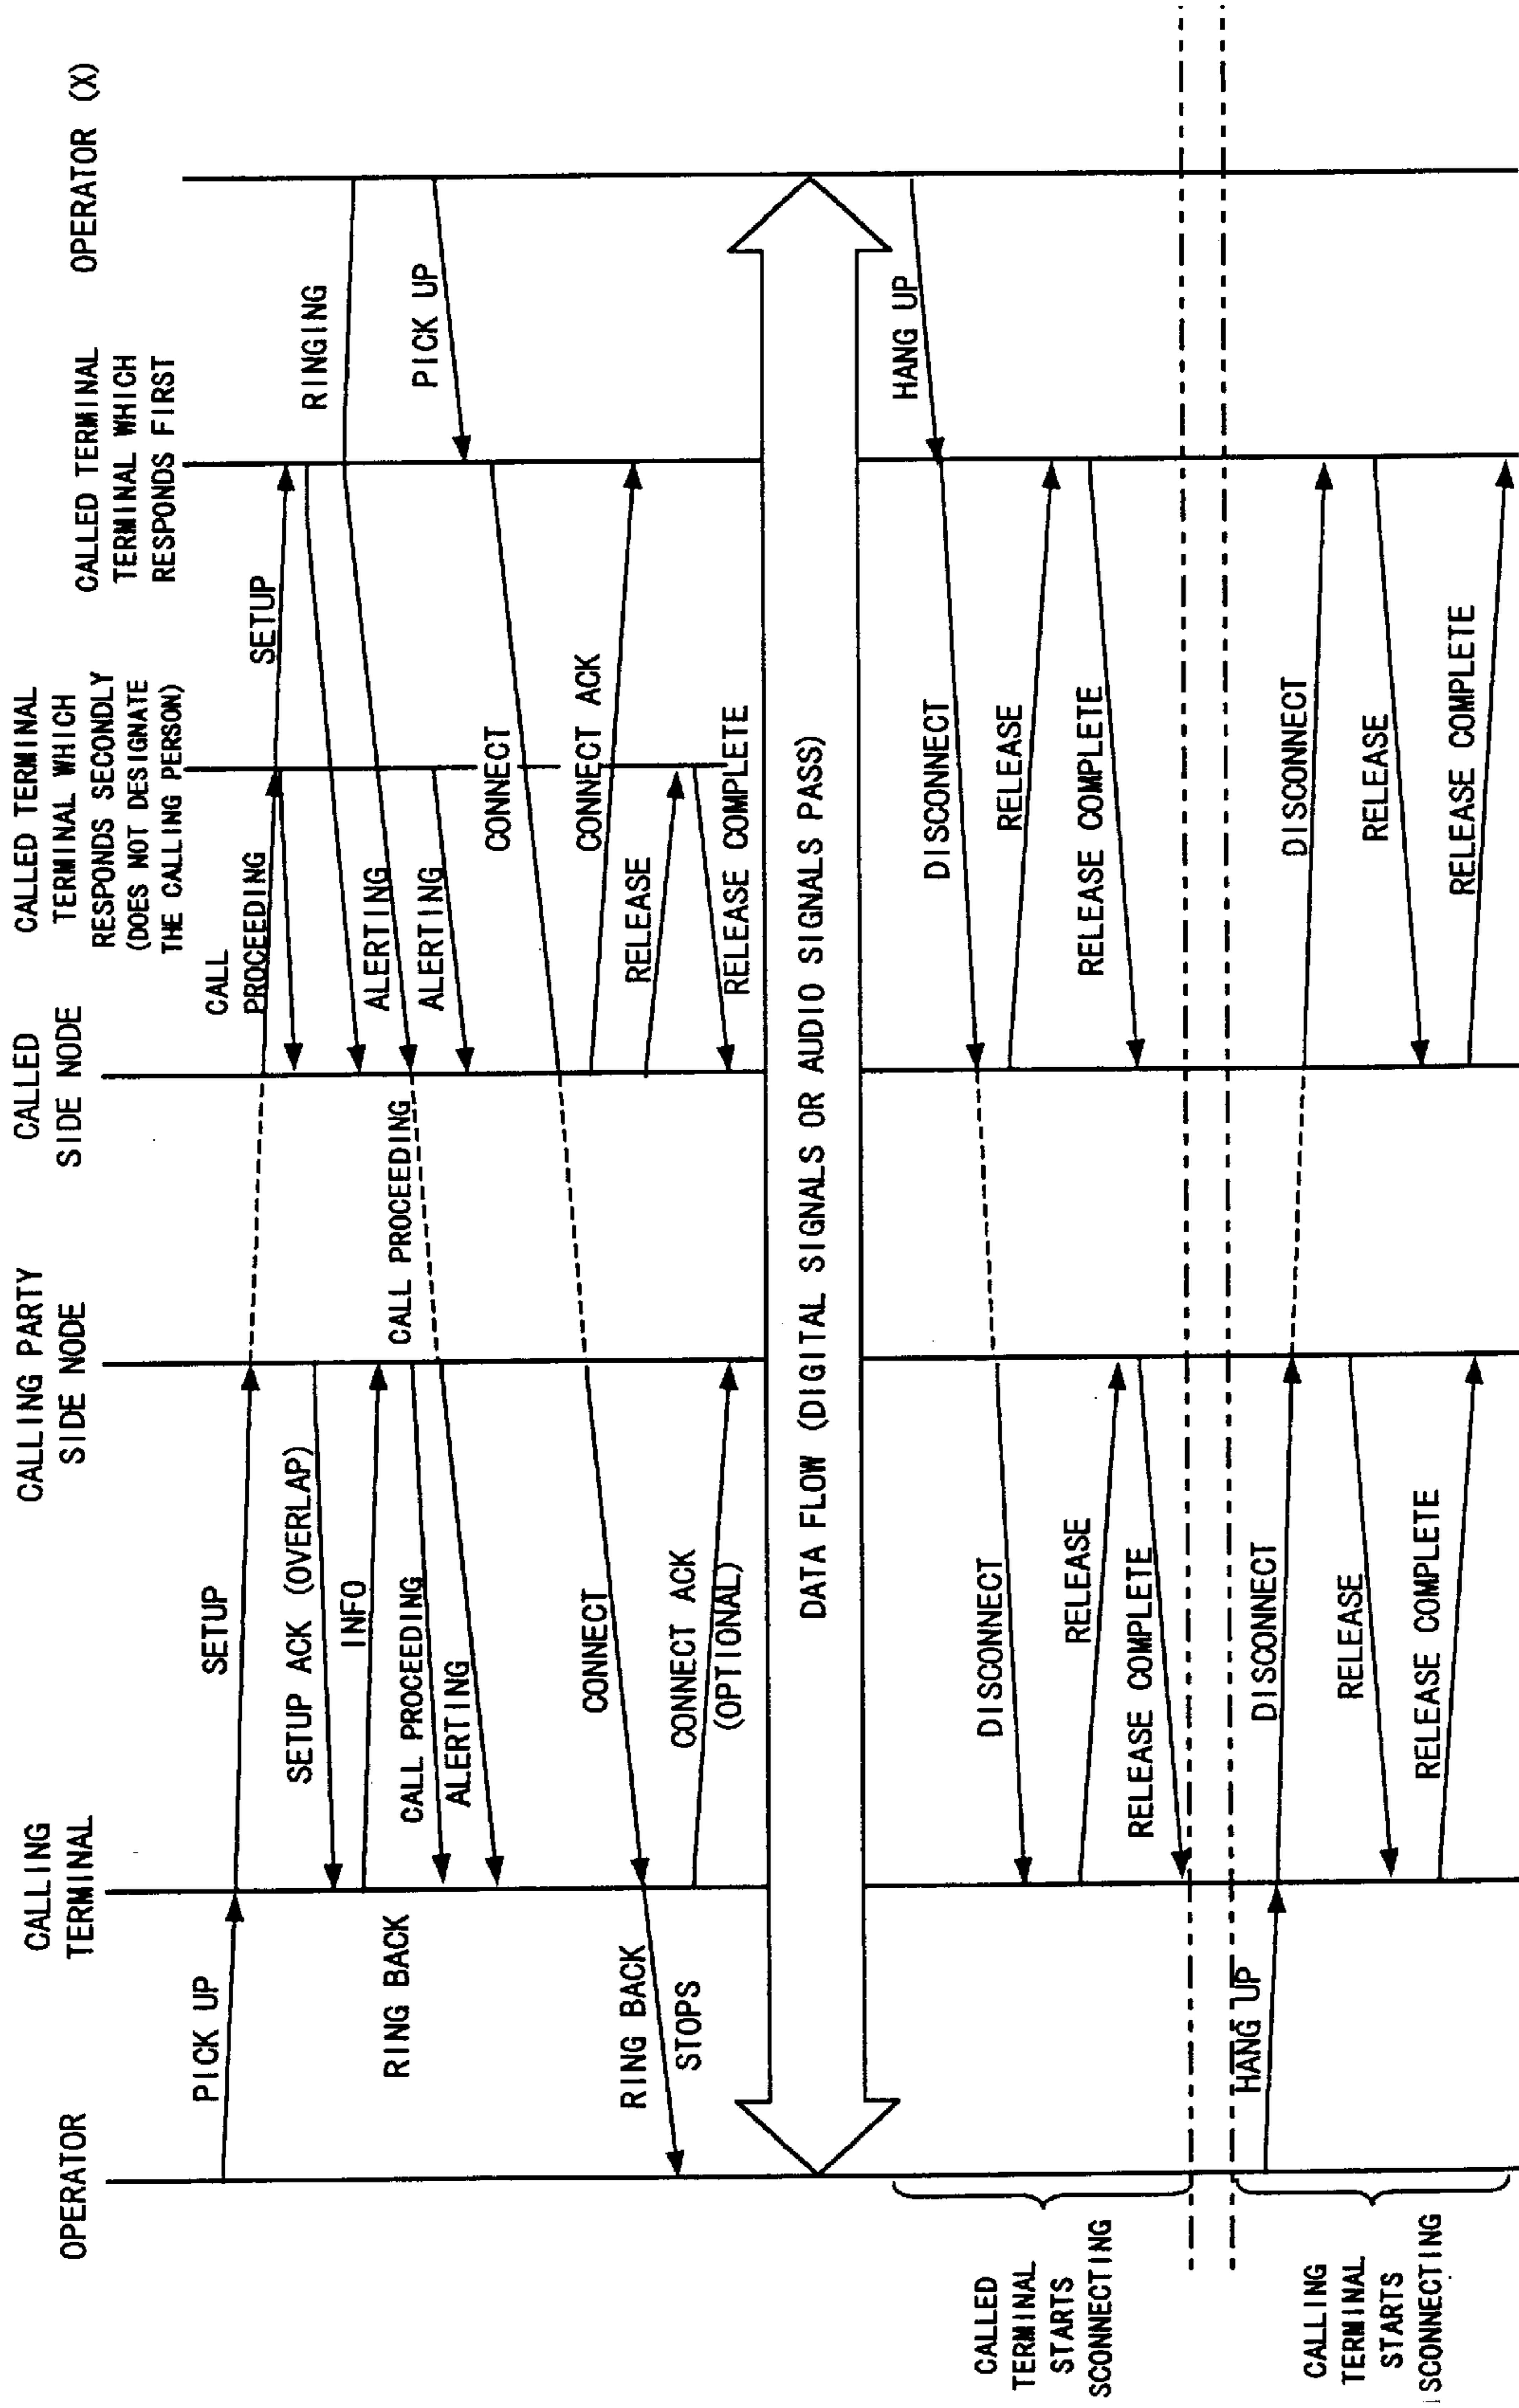 OPERATOR
CALLING
TERMINAL
CALLING PARTY
SIDE NODE
CALLED
SIDE NODE
CALLED TERMINAL
TERMINAL WHICH
RESPONDS SECONDLY
(DOES NOT DESIGNATE
THE CALLING PERSON)
CALLED TERMINAL
TERMINAL WHICH
RESPONDS FIRST
OPERATOR (X)
PICK UP
SETUP
CALL
PROCEEDING
SETUP
RINGING
SETUP ACK (OVERLAP)
INFO
RING BACK
CALL PROCEEDING
ALERTING
CALL PROCEEDING
ALERTING
ALERTING
PICK UP
CONNECT
CONNECT
RING BACK
STOPS
CONNECT ACK
(OPTIONAL)
CONNECT ACK
RELEASE
RELEASE COMPLETE
DATA FLOW (DIGITAL SIGNALS OR AUDIO SIGNALS PASS)
HANG UP
CALLED
TERMINAL
STARTS
SCONNECTING
DISCONNECT
DISCONNECT
RELEASE
RELEASE
RELEASE COMPLETE
RELEASE COMPLETE
HANG UP
CALLING
TERMINAL
STARTS
ISCONNECTING
DISCONNECT
DISCONNECT
RELEASE
RELEASE
RELEASE COMPLETE
RELEASE COMPLETE